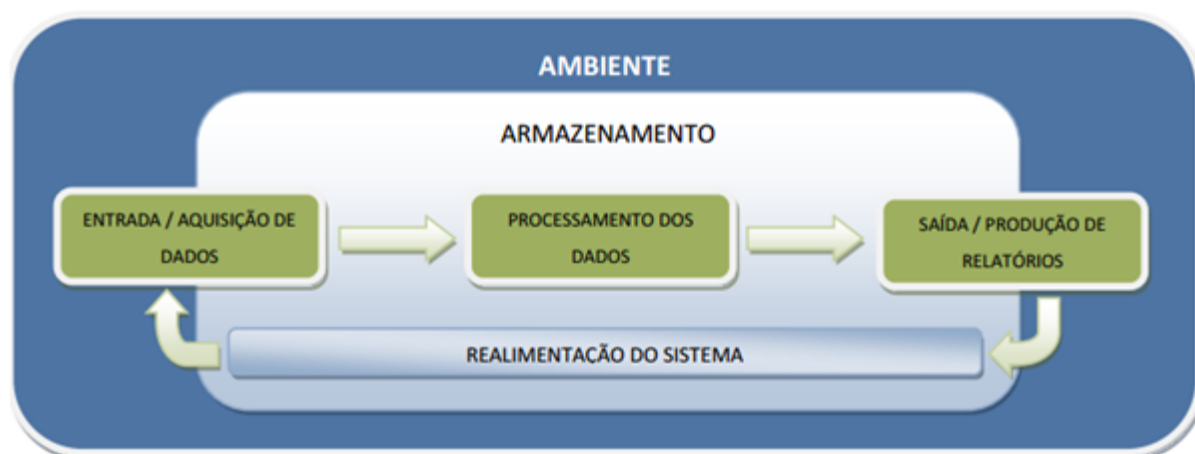 AMBIENTE
ARMAZENAMENTO
ENTRADA / AQUISIÇÃO DE
DADOS
PROCESSAMENTO DOS
DADOS
SAÍDA / PRODUÇÃO DE
RELATÓRIOS
REALIMENTAÇÃO DO SISTEMA